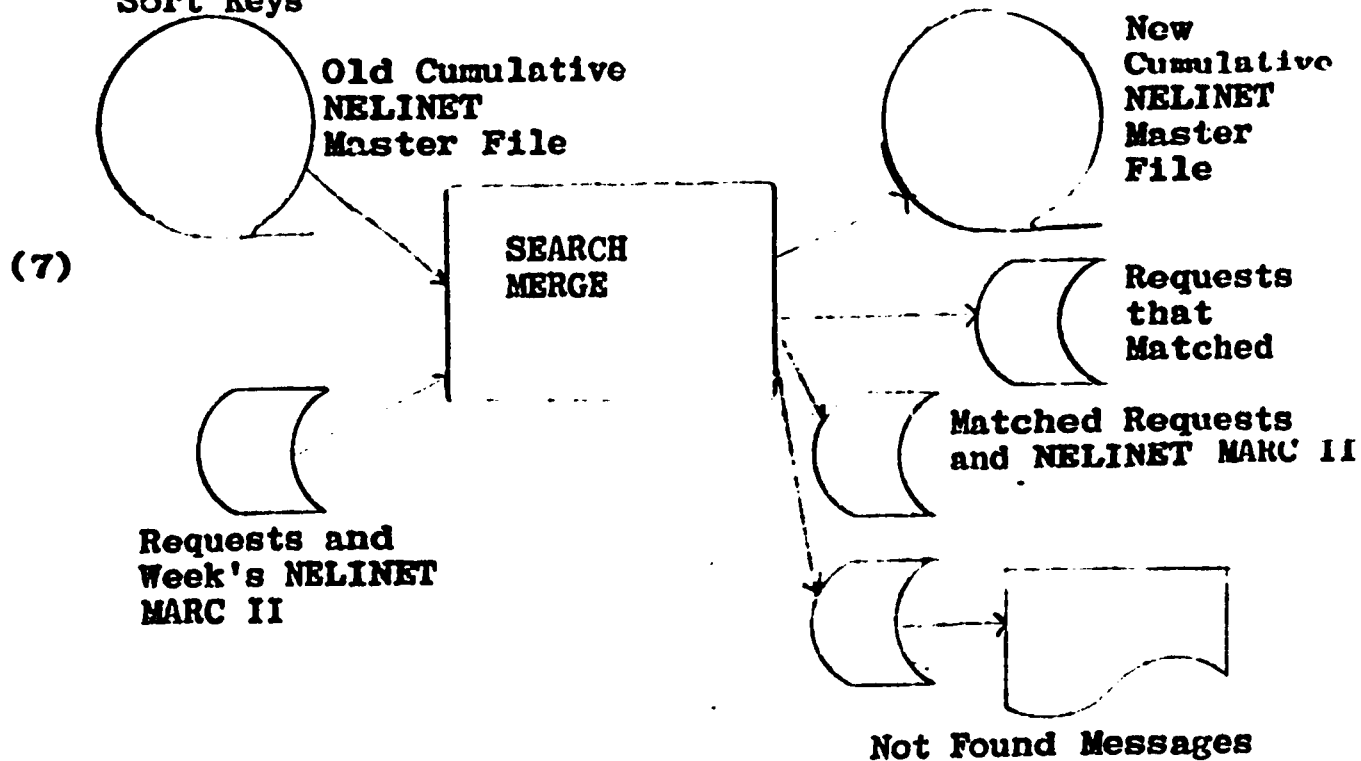 Sort Keys
Old Cumulative
NELINET
Master File
New
Cumulative
NELINET
Master
File
(7)
SEARCH
MERGE
Requests
that
Matched
Matched Requests
and NELINET MARC II
Requests and
Week's NELINET
MARC II
Not Found Messages